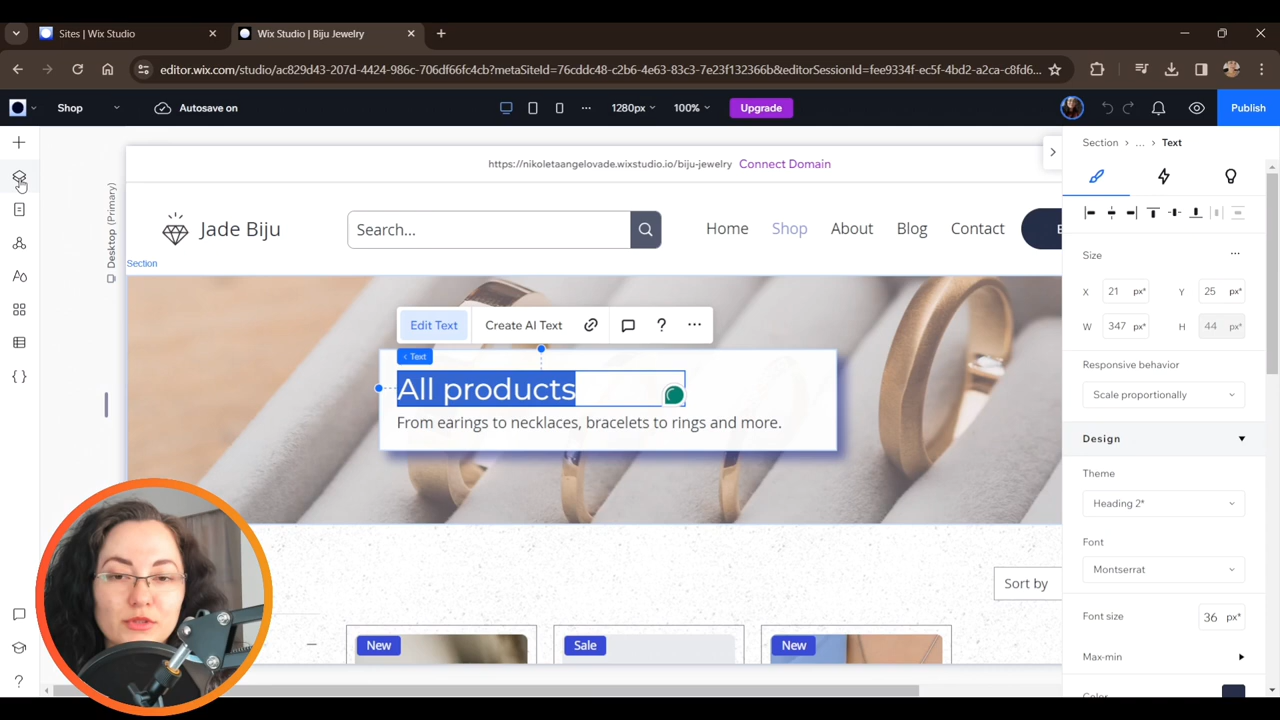 Sites | Wix Studio
Wix Studio | Biju Jewelry
editor.wix.com/studio/ac829d43-207d-4424-986c-706df66fc4cb?metaSiteId=76cddc48-c2b6-4e63-83c3-7e23f132366b&editorSessionId=fee9334f-ec5f-4bd2-a2ca-c8fd6...
Shop
Autosave on
1280px
100%
Upgrade
Publish
https://nikoletaangelovade.wixstudio.io/biju-jewelry Connect Domain
Desktop (Primary)
Jade Biju
Search...
Home
Shop
About
Blog
Contact
Section
Edit Text
Create AI Text
?
...
< Text
All products
From earings to necklaces, bracelets to rings and more.
Sort by
New
Sale
New
Section > ... > Text
Size
X 21 px*
Y 25 px*
W 347 px*
H 44 px*
Responsive behavior
Scale proportionally
Design
Theme
Heading 2*
Font
Montserrat
Font size
36 px*
Max-min
Color